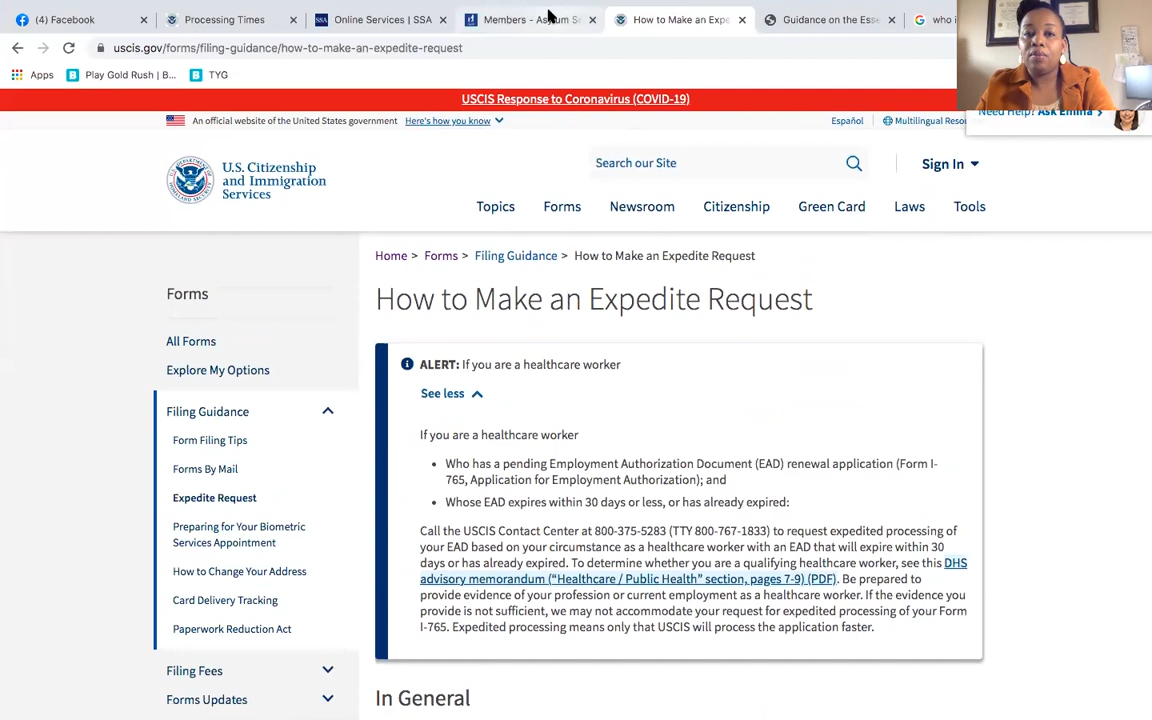 (4) Facebook
Processing Times
Online Services | SSA
Members - Asylum Se
How to Make an Expe
Guidance on the Esse
who i
uscis.gov/forms/filing-guidance/how-to-make-an-expedite-request
Apps
Play Gold Rush | B...
TYG
USCIS Response to Coronavirus (COVID-19)
An official website of the United States government
Here's how you know
Español
Multilingual Resou
Need Help? Ask Emma
U.S. Citizenship
and Immigration
Services
Search our Site
Sign In
Topics
Forms
Newsroom
Citizenship
Green Card
Laws
Tools
Home > Forms > Filing Guidance > How to Make an Expedite Request
Forms
All Forms
Explore My Options
Filing Guidance
Form Filing Tips
Forms By Mail
Expedite Request
Preparing for Your Biometric
Services Appointment
How to Change Your Address
Card Delivery Tracking
Paperwork Reduction Act
Filing Fees
Forms Updates
How to Make an Expedite Request
ALERT: If you are a healthcare worker
See less
If you are a healthcare worker
• Who has a pending Employment Authorization Document (EAD) renewal application (Form I-
765, Application for Employment Authorization); and
• Whose EAD expires within 30 days or less, or has already expired:
Call the USCIS Contact Center at 800-375-5283 (TTY 800-767-1833) to request expedited processing of
your EAD based on your circumstance as a healthcare worker with an EAD that will expire within 30
days or has already expired. To determine whether you are a qualifying healthcare worker, see this DHS
advisory memorandum ("Healthcare / Public Health" section, pages 7-9) (PDF). Be prepared to
provide evidence of your profession or current employment as a healthcare worker. If the evidence you
provide is not sufficient, we may not accommodate your request for expedited processing of your Form
I-765. Expedited processing means only that USCIS will process the application faster.
In General